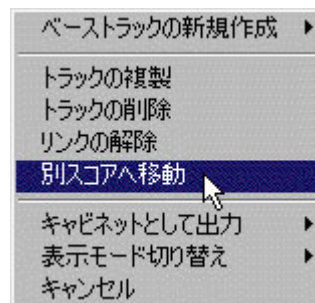 ベーストラックの新規作成
トラックの複製
トラックの削除
リンクの解除
別スコアへ移動
キャビネットとして出力
表示モード切り替え
キャンセル